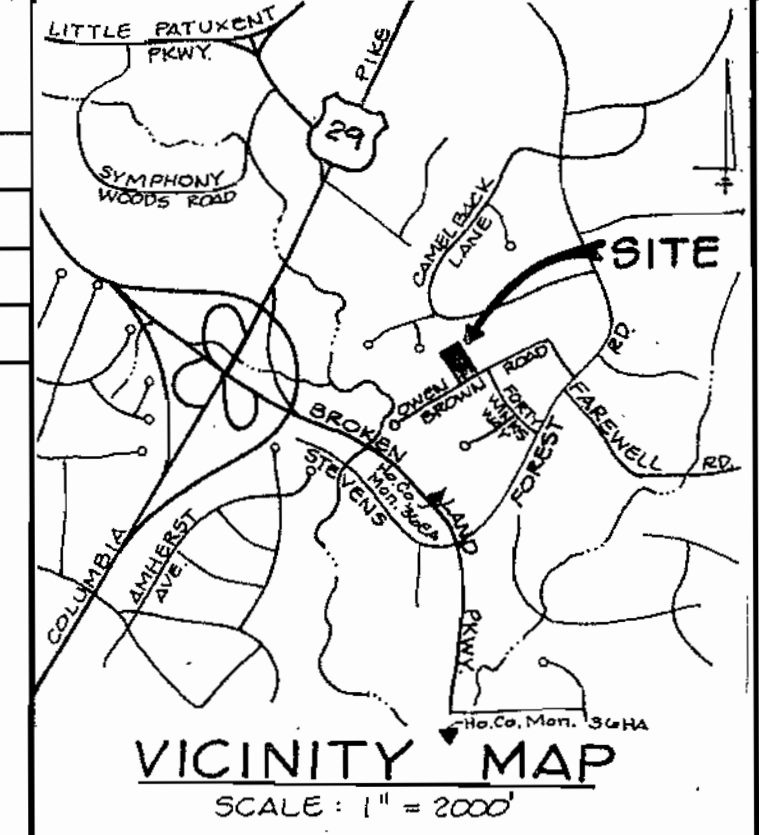 LITTLE PATUXENT
PKWY.
PIKE
29
SYMPHONY
WOODS ROAD
CAMELBACK
LANE
SITE
RD.
OWEN
BROWN
ROAD
FORTY
WINKS
WAY
FAREWELL RD.
FOREST
BROKEN
LAND
PKWY.
STEVENS
Ho.Co.
Mon. 36EA
AMHERST
AVE.
COLUMBIA
Ho.Co. Mon. 36HA
VICINITY MAP
SCALE: 1" = 2000'